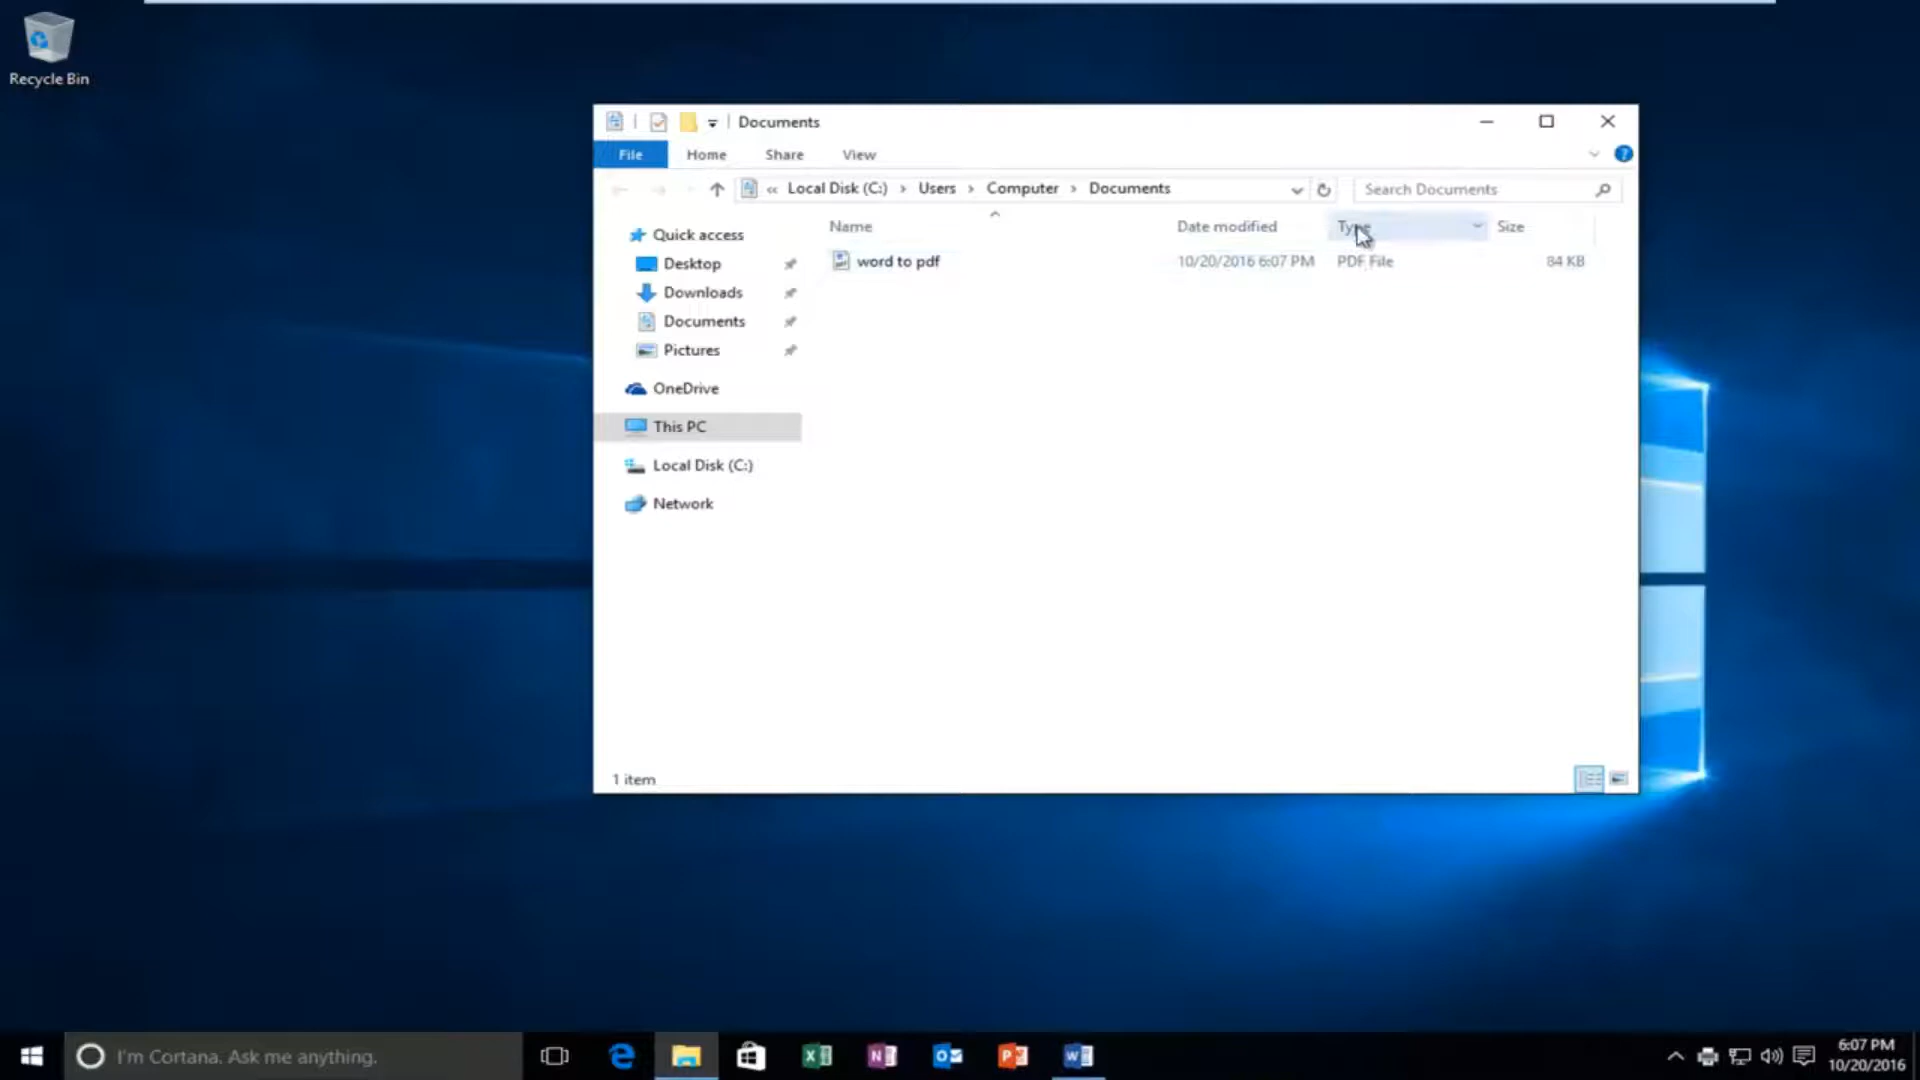 Recycle Bin
Documents
File Home Share View
« Local Disk (C:) › Users › Computer › Documents
Search Documents
Name Date modified Type Size
word to pdf 10/20/2016 6:07 PM PDF File 84 KB
Quick access
Desktop
Downloads
Documents
Pictures
OneDrive
This PC
Local Disk (C:)
Network
1 item
I'm Cortana. Ask me anything.
6:07 PM
10/20/2016